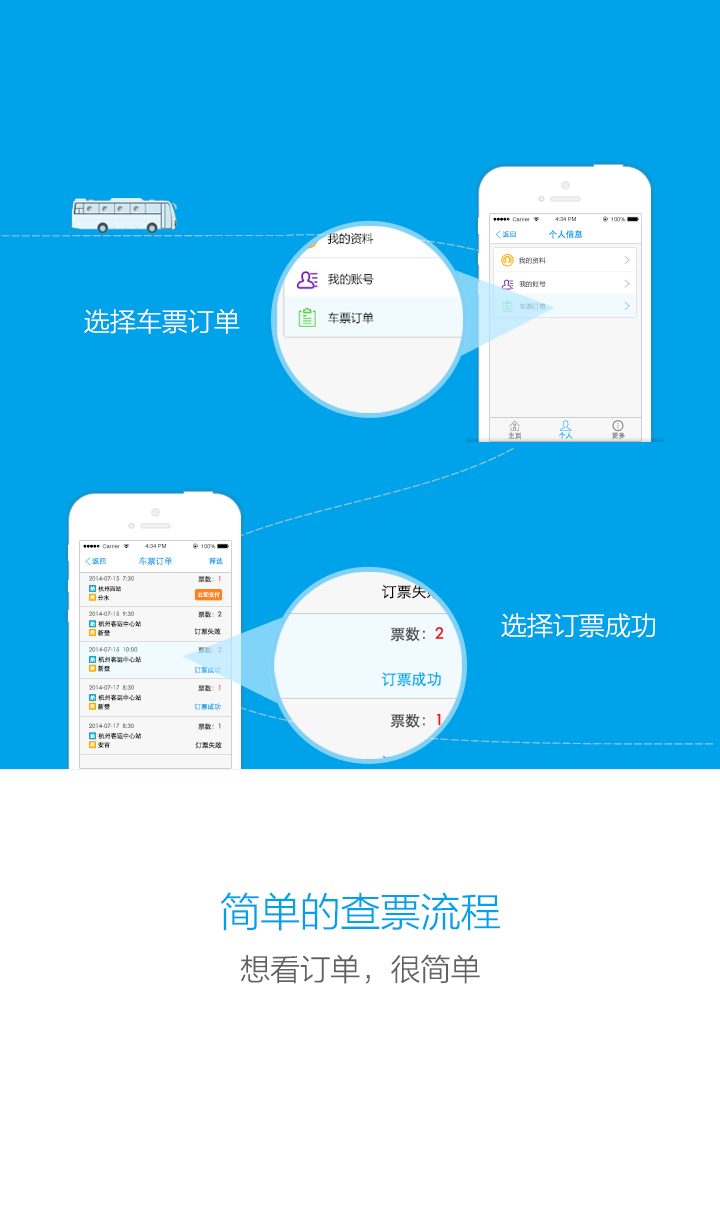 Carrier 4:34 PM 100%
返回 个人信息
我的资料
我的账号
车票订单
主页 个人 更多
我的资料
我的账号
车票订单
选择车票订单
Carrier 4:34 PM 100%
返回 车票订单 筛选
2014-07-15 7:30 票数：1
杭州西站
分水 立即支付
2014-07-15 9:30 票数：2
杭州客运中心站
新登 订票失败
2014-07-15 10:00 票数：2
杭州客运中心站
新登 订票成功
2014-07-17 8:30 票数：1
杭州客运中心站
新登 订票成功
2014-07-17 8:30 票数：1
杭州客运中心站
安吉 订票失败
订票失败
票数：2
订票成功
票数：1
选择订票成功
简单的查票流程
想看订单，很简单